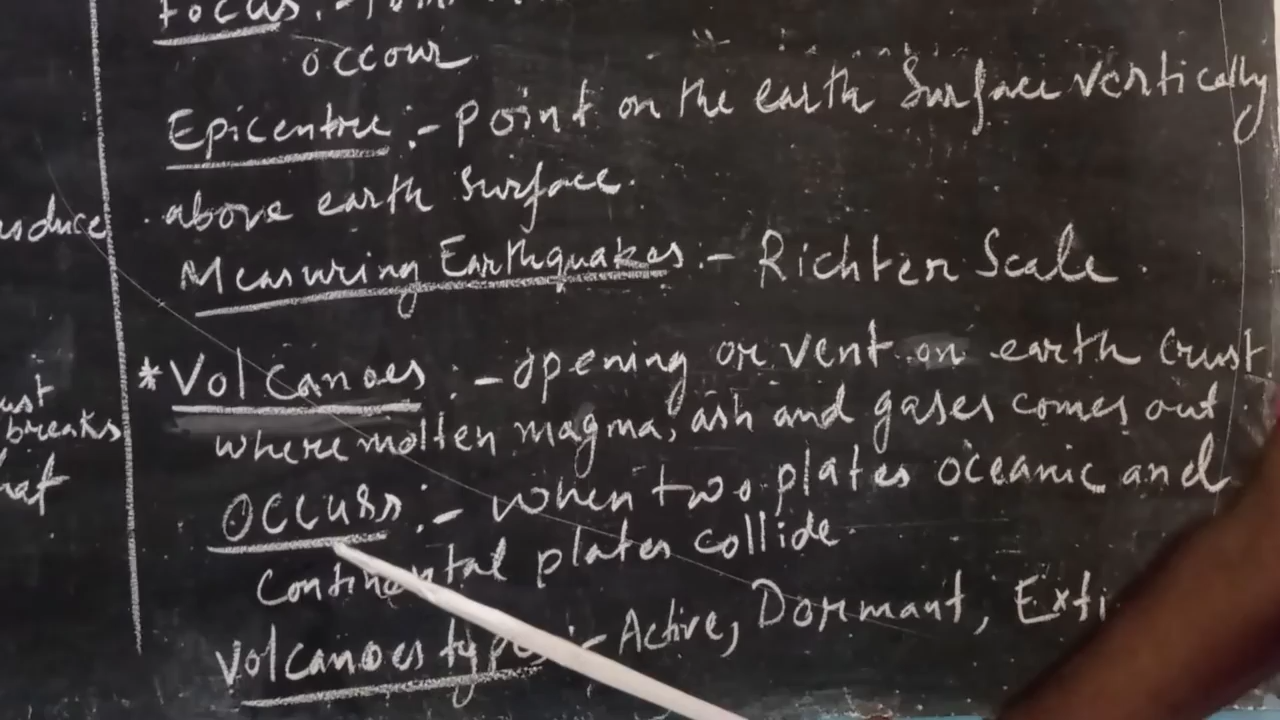 Focus :-
occour
Epicentre :- Point on the earth Surface vertically
above earth surface.
Measuring Earthquakes :- Richter Scale.
*Volcanoes :- opening or vent on earth crust
where molten magma, ash and gases comes out.
Occurs :- when two plates oceanic and
Continental plates collide.
Volcanoes types :- Active, Dormant, Exti
oduce
ust
breaks
hat